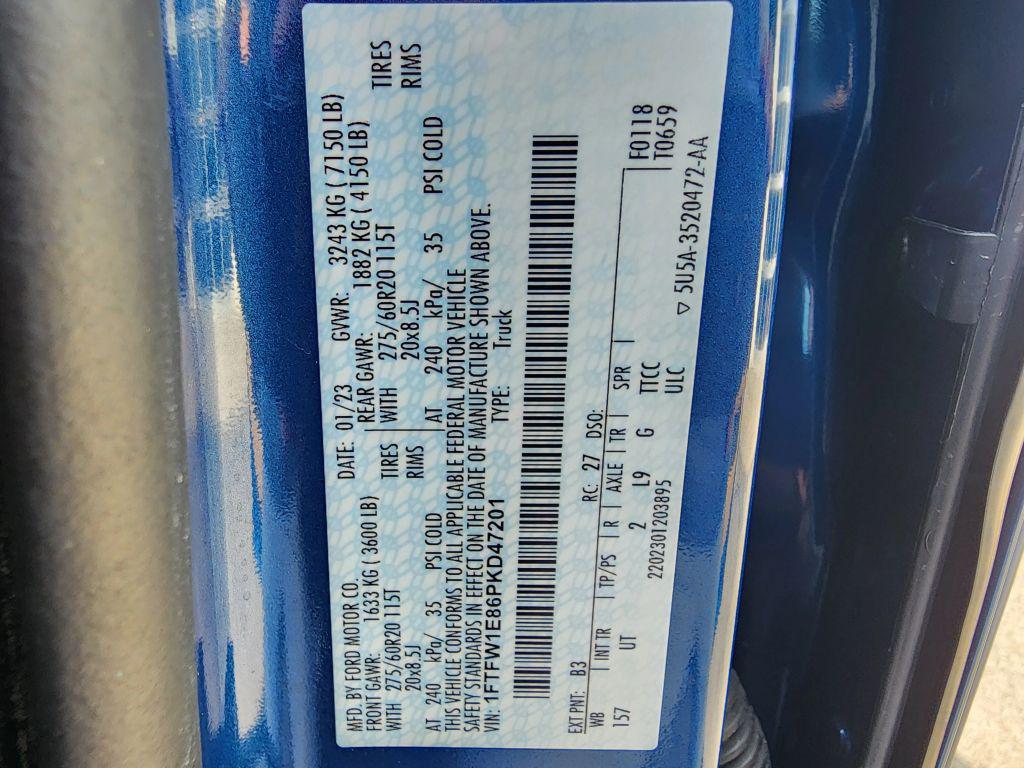 MFD. BY FORD MOTOR CO. DATE: 01/23 GVWR: 3243 KG ( 7150 LB)
FRONT GAWR: 1633 KG (3600 LB) REAR GAWR: 1882 KG ( 4150 LB)
WITH 275/60R20 115T TIRES WITH 275/60R20 115T TIRES
20x8.5J RIMS 20x8.5J RIMS
AT 240 kPa/ 35 PSI COLD AT 240 kPa/ 35 PSI COLD
THIS VEHICLE CONFORMS TO ALL APPLICABLE FEDERAL MOTOR VEHICLE
SAFETY STANDARDS IN EFFECT ON THE DATE OF MANUFACTURE SHOWN ABOVE.
VIN: 1FTFW1E86PKD47201 TYPE: Truck
EXT PNT: B3 RC: 27 DSO: F0118
WB INTR TP/PS R AXLE TR SPR T0659
157 UT 2 L9 G TTCC
ULC
2202301203895 ▽ 5U5A-3520472-AA